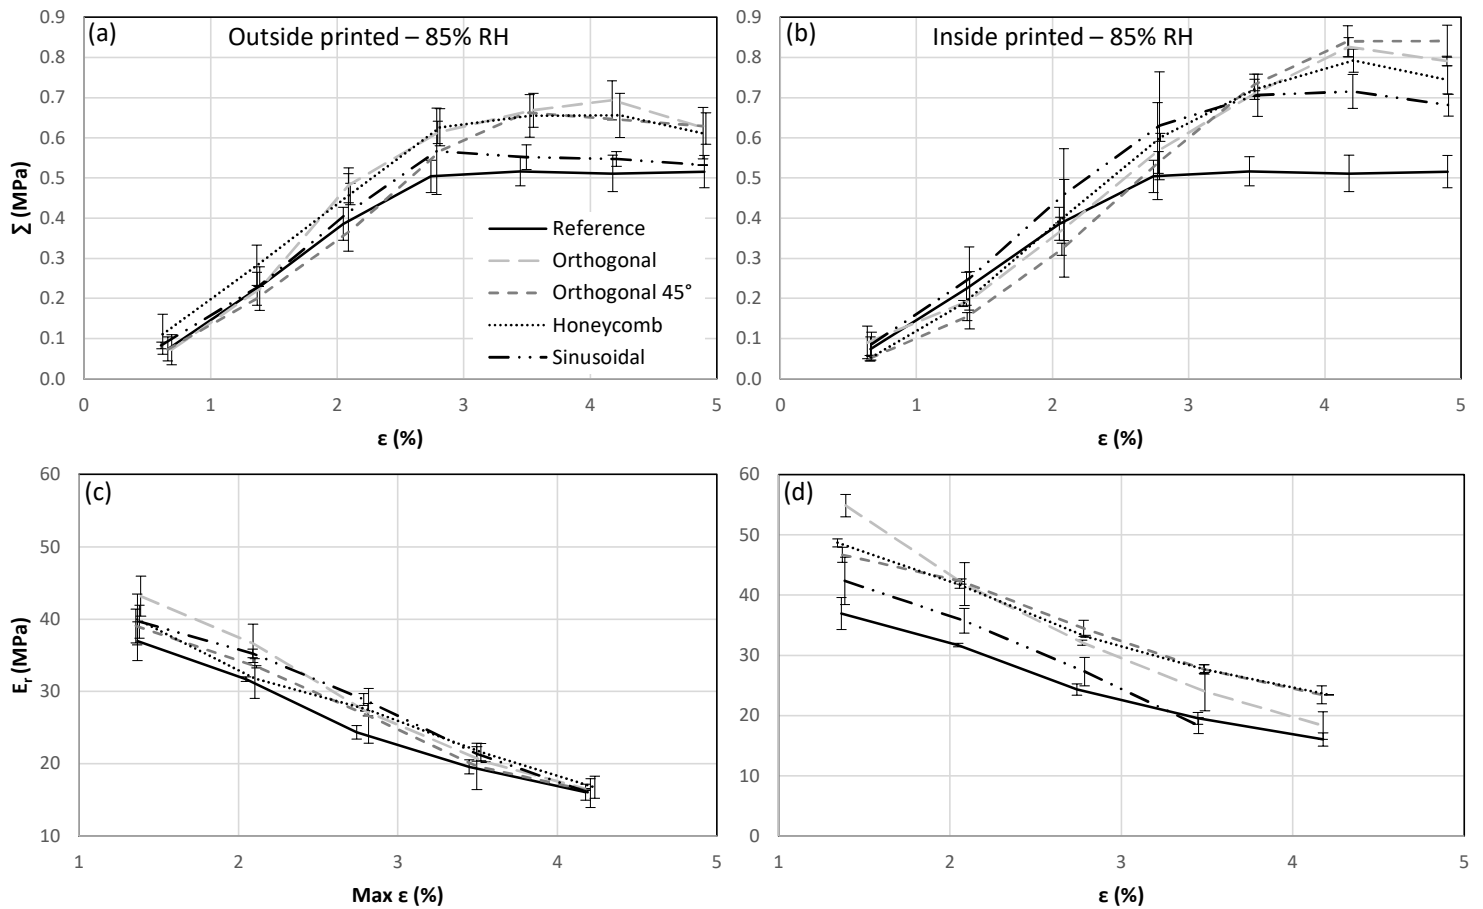 (a) Outside printed – 85% RH
0.9
0.8
0.7
0.6
0.5
0.4
0.3
0.2
0.1
0.0
Σ (MPa)
Reference
Orthogonal
Orthogonal 45°
Honeycomb
Sinusoidal
0 1 2 3 4 5
ε (%)
(b) Inside printed – 85% RH
0.9
0.8
0.7
0.6
0.5
0.4
0.3
0.2
0.1
0.0
0 1 2 3 4 5
ε (%)
(c)
60
50
40
30
20
10
Er (MPa)
1 2 3 4 5
Max ε (%)
(d)
60
50
40
30
20
10
0
1 2 3 4 5
ε (%)